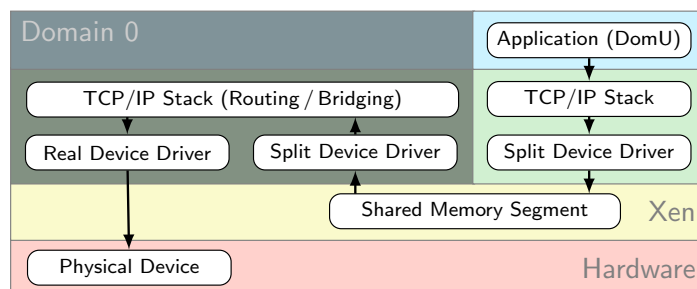 Domain 0
Application (DomU)
TCP/IP Stack (Routing / Bridging)
TCP/IP Stack
Real Device Driver
Split Device Driver
Split Device Driver
Shared Memory Segment
Xen
Physical Device
Hardware